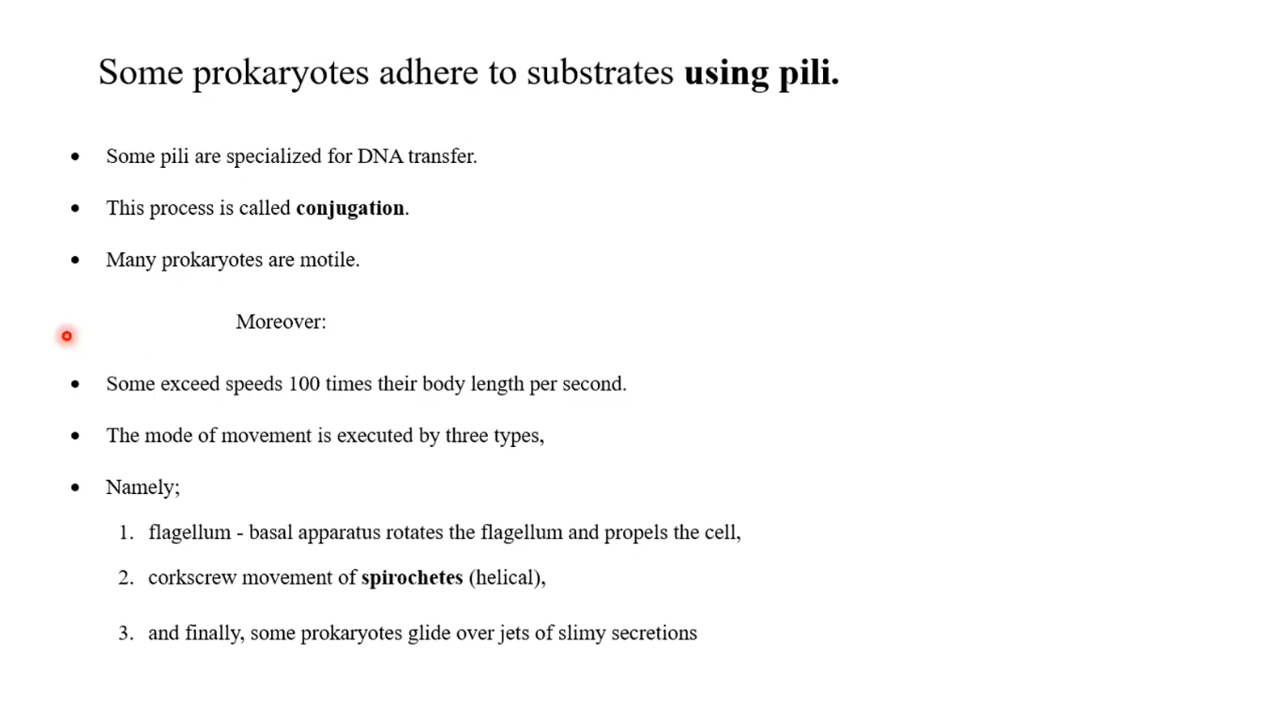 Some prokaryotes adhere to substrates using pili.
• Some pili are specialized for DNA transfer.
• This process is called conjugation.
• Many prokaryotes are motile.
Moreover:
• Some exceed speeds 100 times their body length per second.
• The mode of movement is executed by three types,
• Namely;
1. flagellum - basal apparatus rotates the flagellum and propels the cell,
2. corkscrew movement of spirochetes (helical),
3. and finally, some prokaryotes glide over jets of slimy secretions